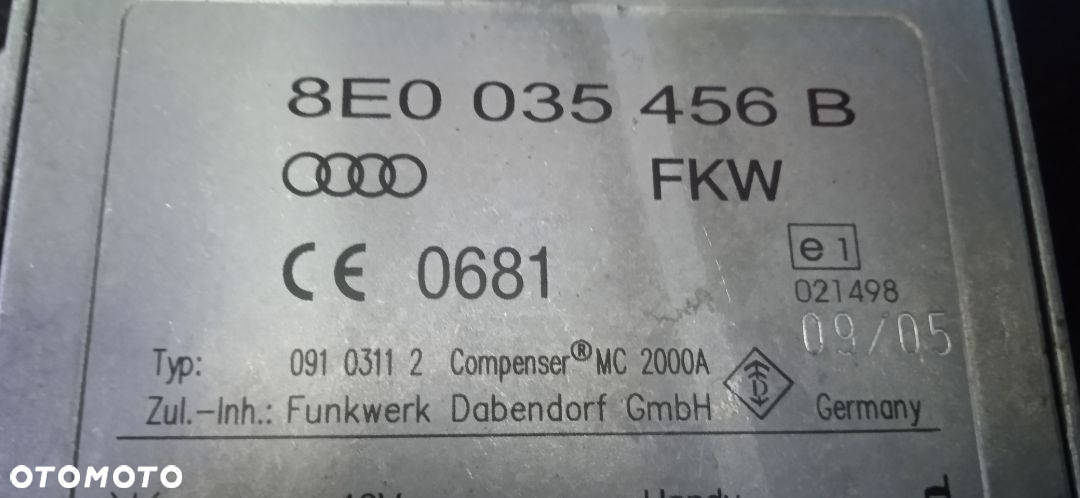 8E0 035 456 B
FKW
CE 0681
e1
021498
09/05
Typ: 091 0311 2 Compenser® MC 2000A
Zul.-Inh.: Funkwerk Dabendorf GmbH Germany
OTOMOTO